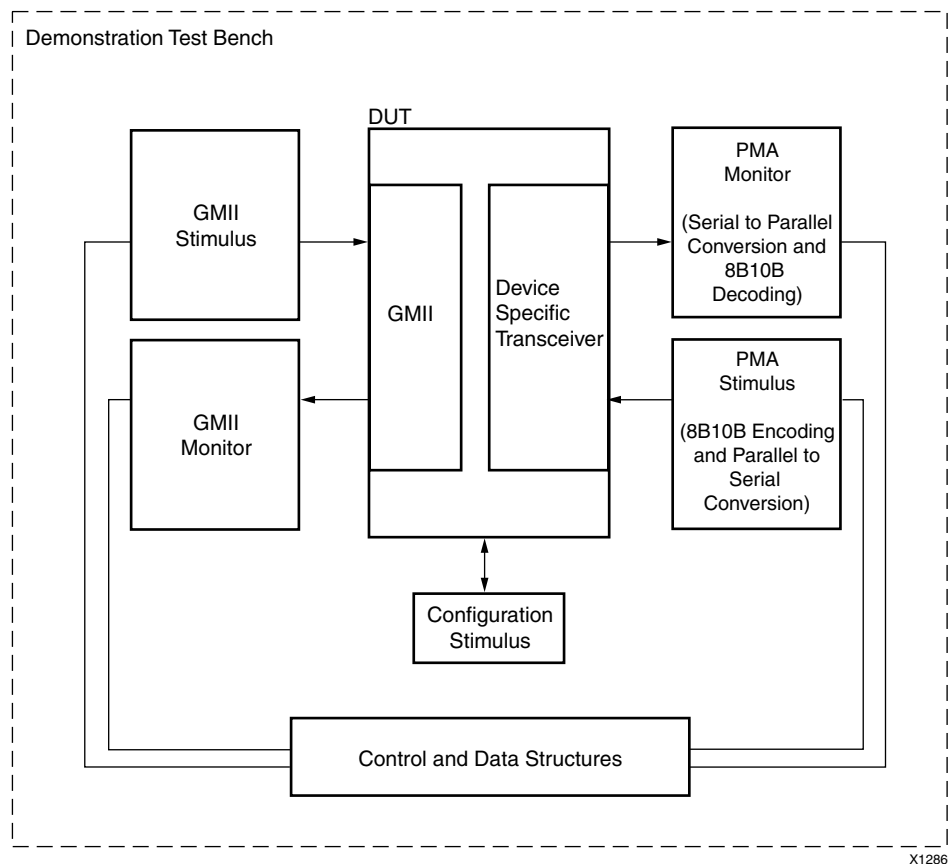 Demonstration Test Bench
DUT
GMII
Stimulus
GMII
Monitor
GMII
Device
Specific
Transceiver
PMA
Monitor
(Serial to Parallel
Conversion and
8B10B
Decoding)
PMA
Stimulus
(8B10B Encoding
and Parallel to
Serial
Conversion)
Configuration
Stimulus
Control and Data Structures
X1286